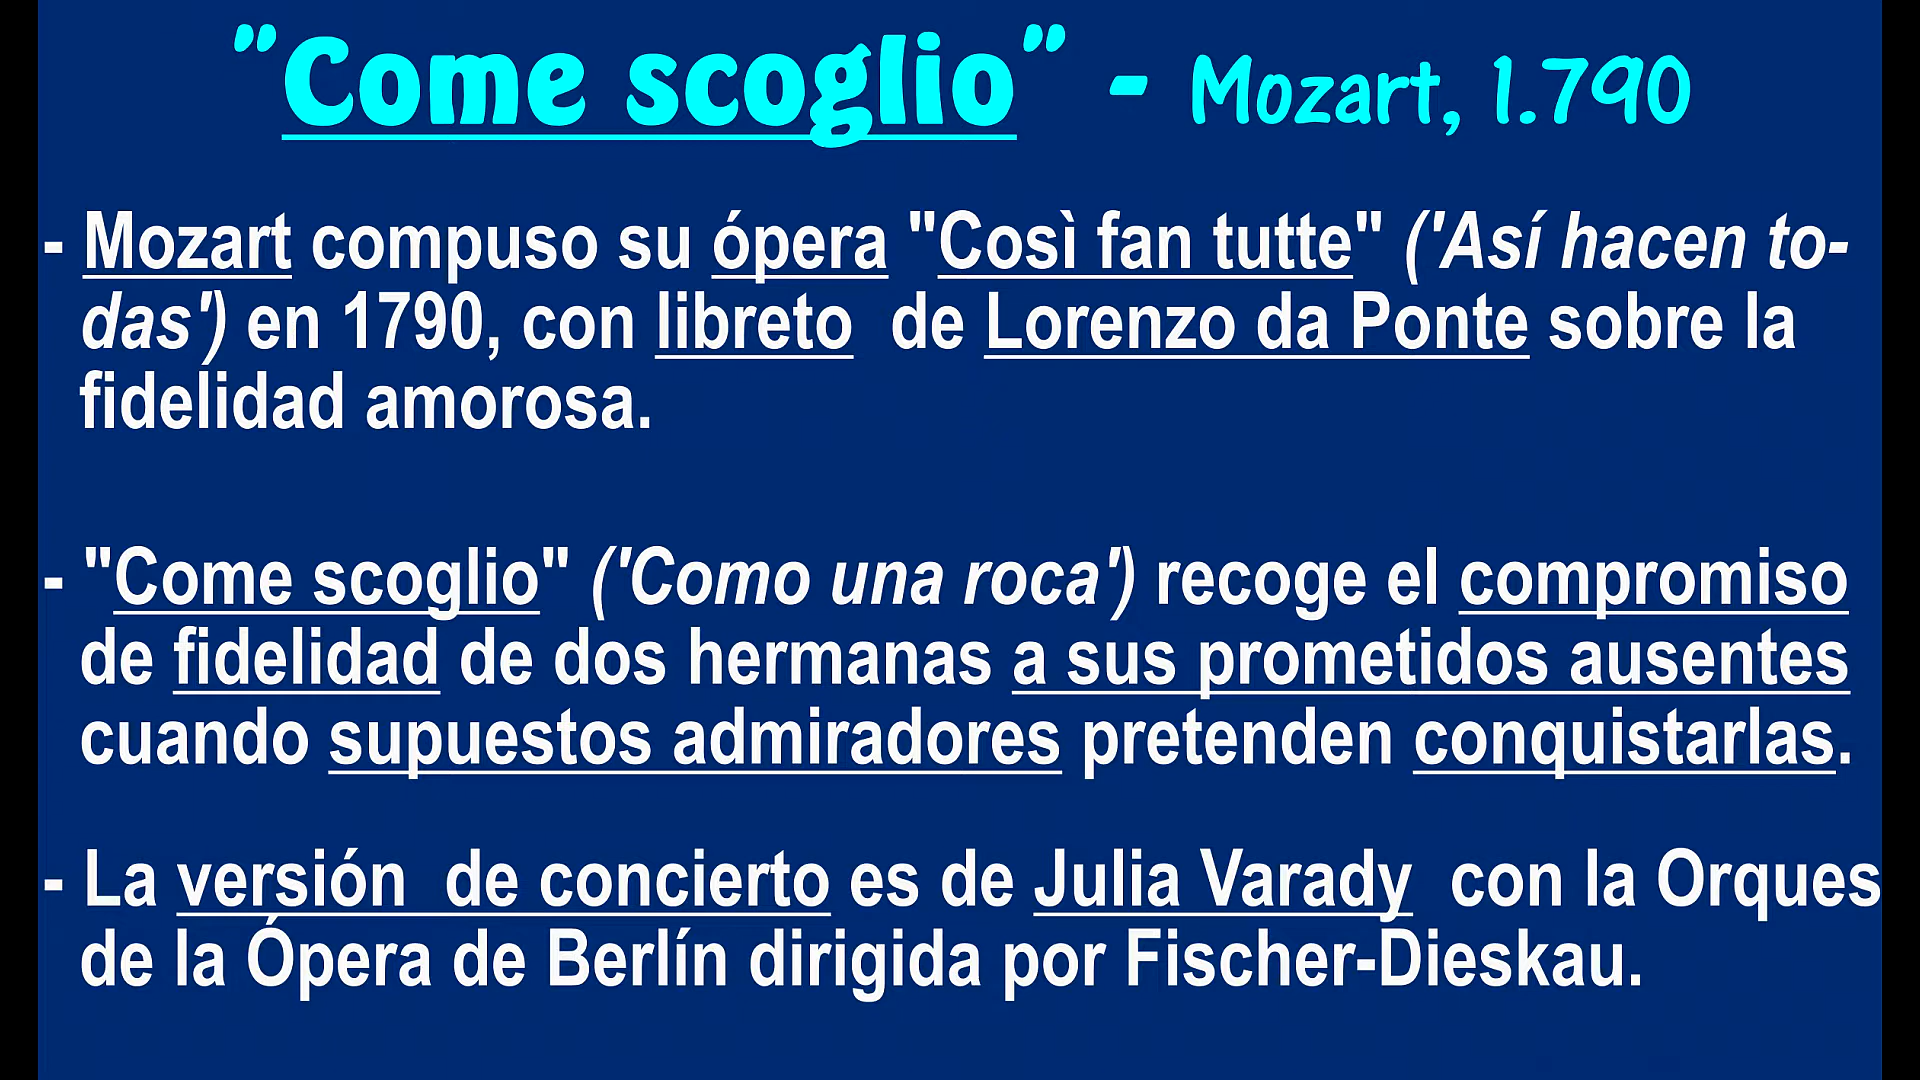 "Come scoglio" - Mozart, 1.790
- Mozart compuso su ópera "Così fan tutte" ('Así hacen to-
das') en 1790, con libreto de Lorenzo da Ponte sobre la
fidelidad amorosa.
- "Come scoglio" ('Como una roca') recoge el compromiso
de fidelidad de dos hermanas a sus prometidos ausentes
cuando supuestos admiradores pretenden conquistarlas.
- La versión de concierto es de Julia Varady con la Orques
de la Ópera de Berlín dirigida por Fischer-Dieskau.